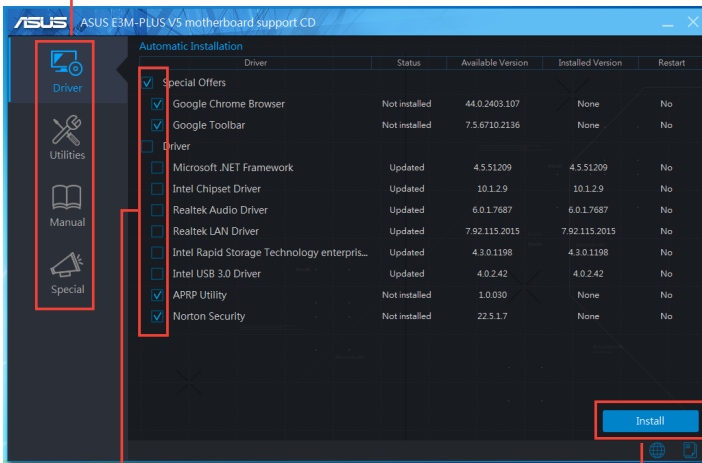 ASUS ASUS E3M-PLUS V5 motherboard support CD
Automatic Installation
Driver Status Available Version Installed Version Restart
Special Offers
Google Chrome Browser Not installed 44.0.2403.107 None No
Google Toolbar Not installed 7.5.6710.2136 None No
Driver
Microsoft .NET Framework Updated 4.5.51209 4.5.51209 No
Intel Chipset Driver Updated 10.1.2.9 10.1.2.9 No
Realtek Audio Driver Updated 6.0.1.7687 6.0.1.7687 No
Realtek LAN Driver Updated 7.92.115.2015 7.92.115.2015 No
Intel Rapid Storage Technology enterpris... Updated 4.3.0.1198 4.3.0.1198 No
Intel USB 3.0 Driver Updated 4.0.2.42 4.0.2.42 No
APRP Utility Not installed 1.0.030 None No
Norton Security Not installed 22.5.1.7 None No
Driver
Utilities
Manual
Special
Install